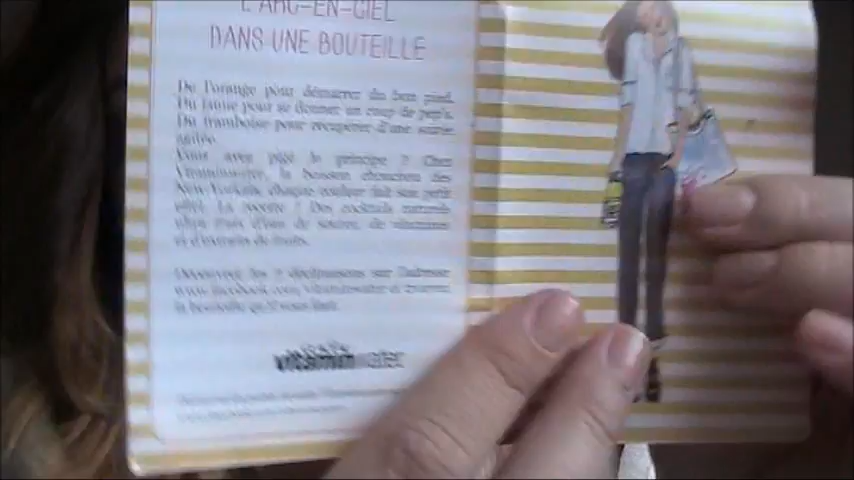 L'ARC-EN-CIEL
DANS UNE BOUTEILLE
De l'orange pour démarrer du bon pied.
Du jaune pour se donner un coup de pep's.
Du framboise pour récupérer d'une soirée
agitée.
Vous avez pigé le principe ? Chez
Vitaminwater, la boisson chouchou des
New-Yorkais, chaque couleur fait son petit
effet. La recette ? Des cocktails naturels
d'eau de source, de vitamines
et d'extraits de fruits.
Découvrez les déclinaisons sur l'adresse
www.facebook.com/vitaminwater et trouvez
la bouteille qu'il vous faut.
vitaminwater